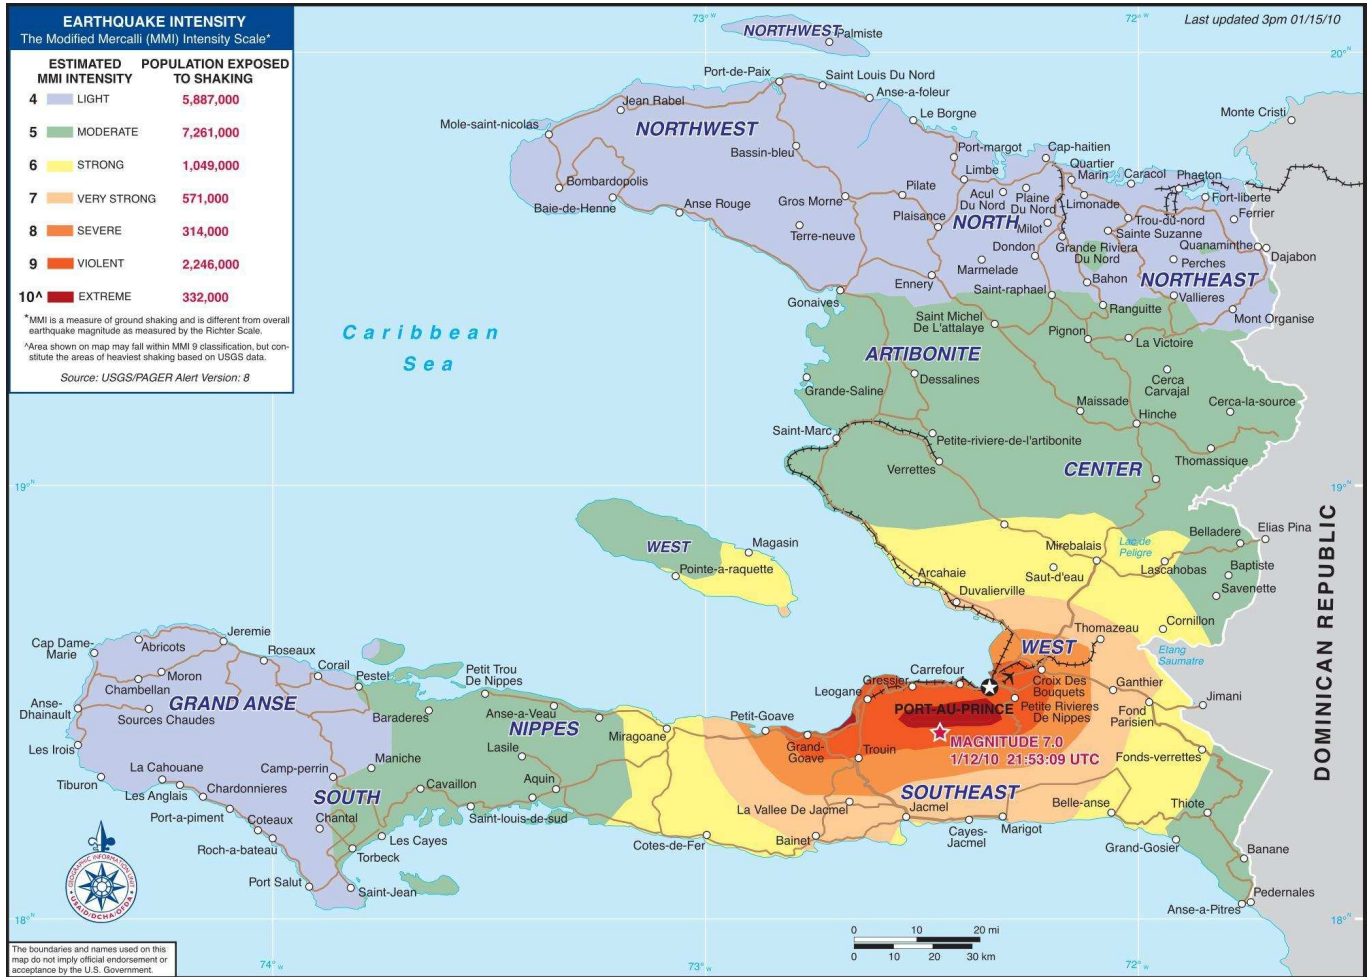 EARTHQUAKE INTENSITY
The Modified Mercalli (MMI) Intensity Scale*
ESTIMATED MMI INTENSITY
POPULATION EXPOSED TO SHAKING
4 LIGHT 5,887,000
5 MODERATE 7,261,000
6 STRONG 1,049,000
7 VERY STRONG 571,000
8 SEVERE 314,000
9 VIOLENT 2,246,000
10^ EXTREME 332,000
*MMI is a measure of ground shaking and is different from overall
earthquake magnitude as measured by the Richter Scale.
^Area shown on map may fall within MMI 9 classification, but con-
stitute the areas of heaviest shaking based on USGS data.
Source: USGS/PAGER Alert Version: 8
73° W
72° W
Last updated 3pm 01/15/10
20° N
NORTHWEST
Palmiste
Port-de-Paix
Saint Louis Du Nord
Anse-a-foleur
Jean Rabel
Le Borgne
Monte Cristi
Mole-saint-nicolas
NORTHWEST
Bassin-bleu
Port-margot
Cap-haitien
Limbe
Quartier
Marin
Caracol
Phaeton
Bombardopolis
Pilate
Acul
Du Nord
Plaine
Du Nord
Limonade
Fort-liberte
Baie-de-Henne
Anse Rouge
Gros Morne
Plaisance
NORTH
Milot
Trou-du-nord
Ferrier
Terre-neuve
Sainte Suzanne
Dondon
Grande Riviera
Du Nord
Quanaminthe
Dajabon
Perches
Marmelade
NORTHEAST
Ennery
Saint-raphael
Bahon
Vallieres
Gonaives
Ranguitte
Mont Organise
Saint Michel
De L'attalaye
Pignon
La Victoire
Caribbean
Sea
ARTIBONITE
Dessalines
Cerca
Carvajal
Grande-Saline
Maissade
Cerca-la-source
Hinche
Saint-Marc
Petite-riviere-de-l'artibonite
Verrettes
CENTER
Thomassique
19° N
19° N
WEST
Magasin
Pointe-a-raquette
Mirebalais
Lac de
Peligre
Belladere
Elias Pina
Lascahobas
Baptiste
Arcahaie
Saut-d'eau
Savenette
Duvalierville
Cornillon
Thomazeau
WEST
Etang
Saumatre
DOMINICAN REPUBLIC
Cap Dame-
Marie
Abricots
Jeremie
Roseaux
Corail
Moron
Chambellan
Pestel
Petit Trou
De Nippes
Carrefour
Gressier
Croix Des
Bouquets
Ganthier
Jimani
GRAND ANSE
Leogane
PORT-AU-PRINCE
Petite Rivieres
De Nippes
Fond
Parisien
Anse-
Dhainault
Sources Chaudes
Baraderes
Anse-a-Veau
Petit-Goave
NIPPES
Miragoane
MAGNITUDE 7.0
1/12/10 21:53:09 UTC
Les Irois
Grand-
Goave
Trouin
Fonds-verrettes
Lasile
Maniche
Tiburon
La Cahouane
Camp-perrin
Aquin
Les Anglais
Chardonnieres
Cavaillon
SOUTH
SOUTHEAST
La Vallee De Jacmel
Jacmel
Belle-anse
Thiote
Port-a-piment
Coteaux
Chantal
Saint-louis-de-sud
Cayes-
Jacmel
Marigot
Roch-a-bateau
Les Cayes
Cotes-de-Fer
Bainet
Grand-Gosier
Torbeck
Banane
Port Salut
Saint-Jean
Pedernales
Anse-a-Pitres
18° N
18° N
GEOGRAPHIC INFORMATION UNIT
USAID/DCHA/OFDA
0 10 20 mi
0 10 20 30 km
The boundaries and names used on this
map do not imply official endorsement or
acceptance by the U.S. Government.
74° W
73° W
72° W